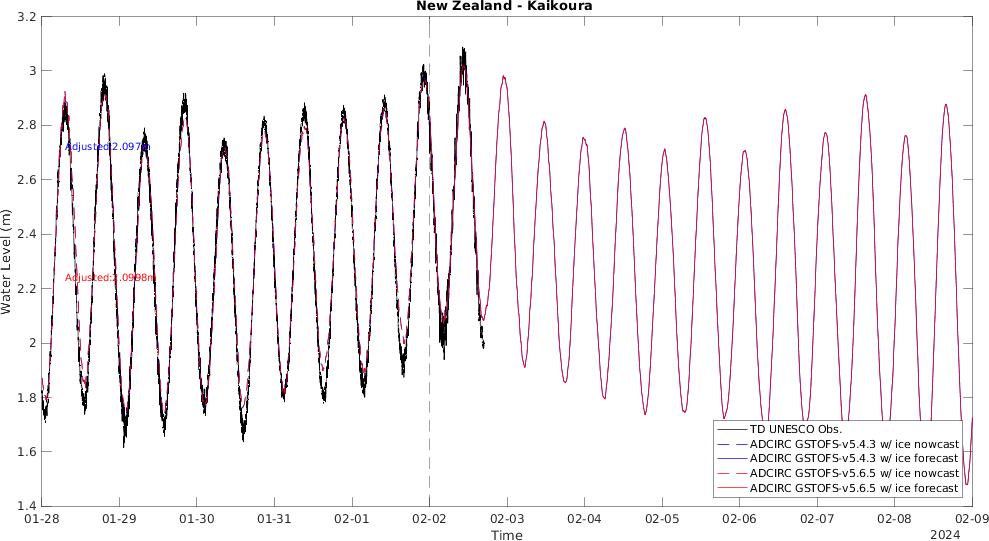 New Zealand - Kaikoura
3.2
3
2.8
2.6
2.4
2.2
2
1.8
1.6
1.4
Water Level (m)
Adjusted:2.097m
Adjusted:2.0998m
TD UNESCO Obs.
ADCIRC GSTOFS-v5.4.3 w/ ice nowcast
ADCIRC GSTOFS-v5.4.3 w/ ice forecast
ADCIRC GSTOFS-v5.6.5 w/ ice nowcast
ADCIRC GSTOFS-v5.6.5 w/ ice forecast
01-28 01-29 01-30 01-31 02-01 02-02 02-03 02-04 02-05 02-06 02-07 02-08 02-09
Time
2024